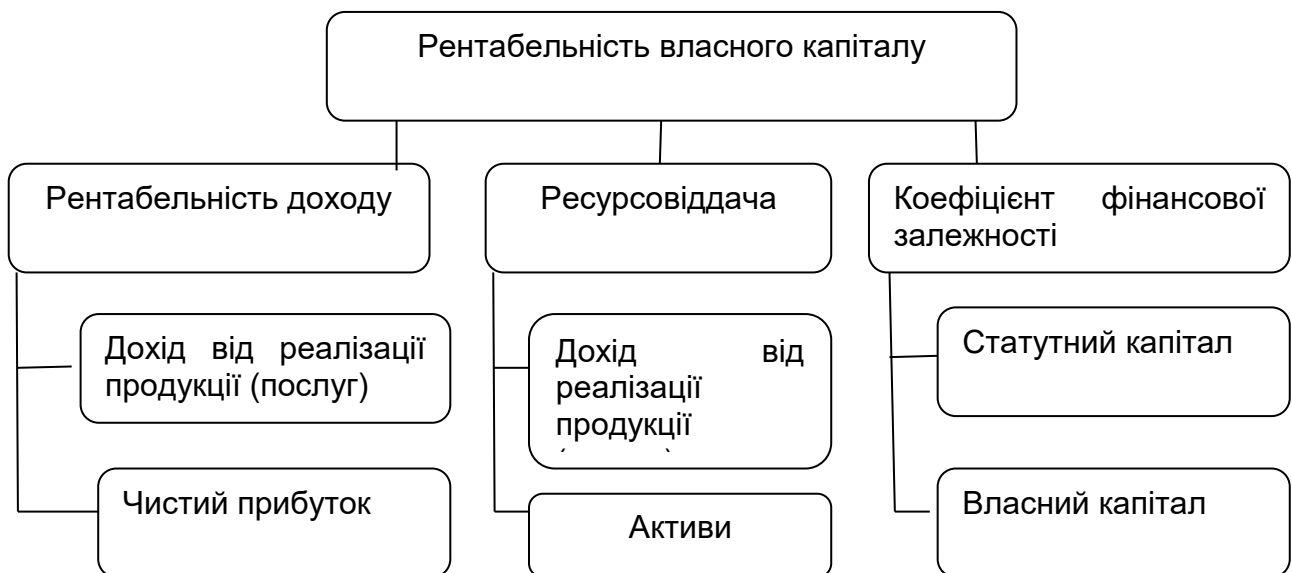 Рентабельність власного капіталу
Рентабельність доходу
Ресурсовіддача
Коефіцієнт фінансової
залежності
Дохід від реалізації
продукції (послуг)
Дохід від
реалізації
продукції
Статутний капітал
Чистий прибуток
Активи
Власний капітал